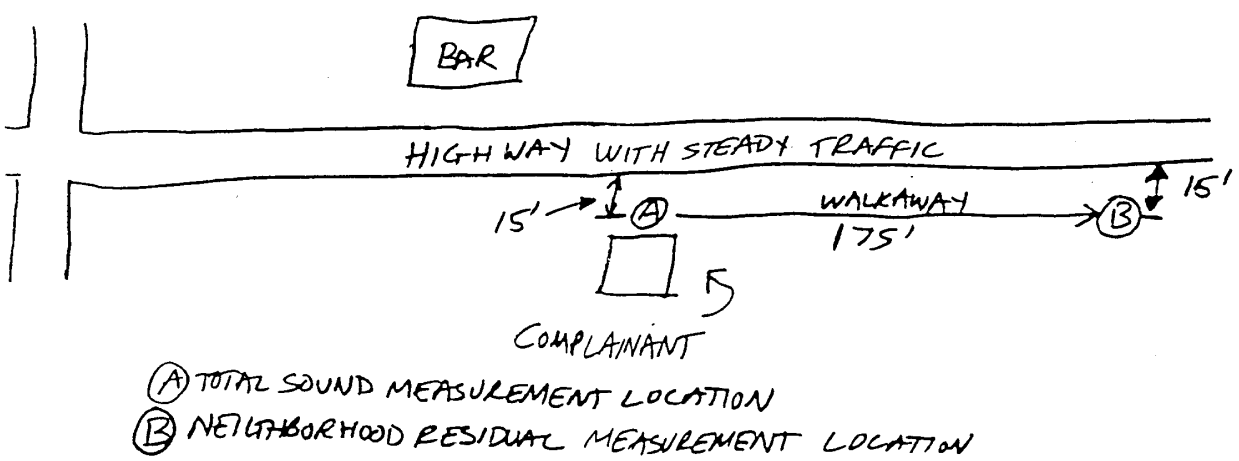 BAR
HIGHWAY WITH STEADY TRAFFIC
15'
15'
A
WALKAWAY
175'
B
COMPLAINANT
A TOTAL SOUND MEASUREMENT LOCATION
B NEIGHBORHOOD RESIDUAL MEASUREMENT LOCATION